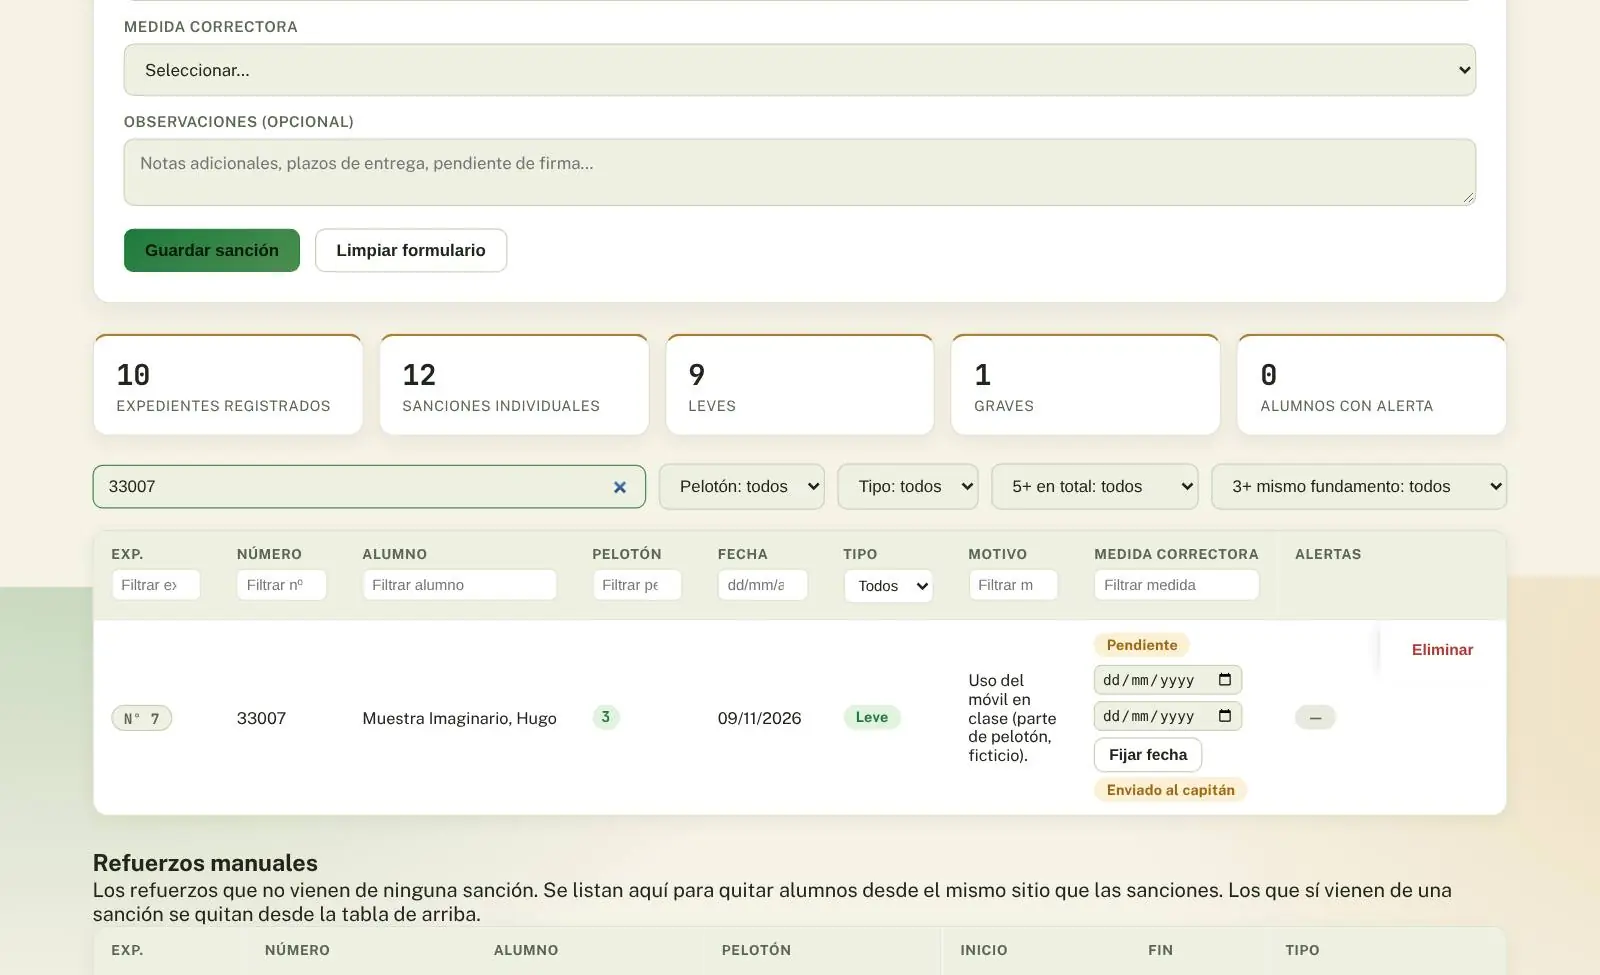 MEDIDA CORRECTORA
Seleccionar...
OBSERVACIONES (OPCIONAL)
Notas adicionales, plazos de entrega, pendiente de firma...
Guardar sanción
Limpiar formulario
10
EXPEDIENTES REGISTRADOS
12
SANCIONES INDIVIDUALES
9
LEVES
1
GRAVES
0
ALUMNOS CON ALERTA
33007
Pelotón: todos
Tipo: todos
5+ en total: todos
3+ mismo fundamento: todos
EXP. NÚMERO ALUMNO PELOTÓN FECHA TIPO MOTIVO MEDIDA CORRECTORA ALERTAS
Filtrar ex Filtrar nº Filtrar alumno Filtrar pe dd/mm/a Todos Filtrar m Filtrar medida
Nº 7
33007
Muestra Imaginario, Hugo
3
09/11/2026
Leve
Uso del
móvil en
clase (parte
de pelotón,
ficticio).
Pendiente
dd/mm/yyyy
dd/mm/yyyy
Fijar fecha
Enviado al capitán
—
Eliminar
Refuerzos manuales
Los refuerzos que no vienen de ninguna sanción. Se listan aquí para quitar alumnos desde el mismo sitio que las sanciones. Los que sí vienen de una
sanción se quitan desde la tabla de arriba.
EXP. NÚMERO ALUMNO PELOTÓN INICIO FIN TIPO